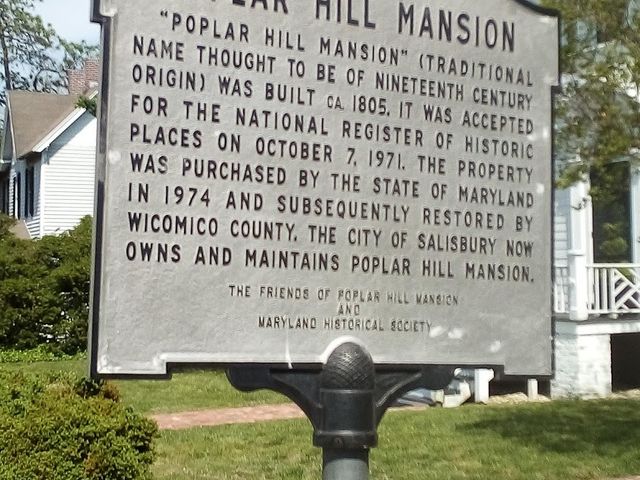 POPLAR HILL MANSION
"POPLAR HILL MANSION" (TRADITIONAL
NAME THOUGHT TO BE OF NINETEENTH CENTURY
ORIGIN) WAS BUILT CA. 1805. IT WAS ACCEPTED
FOR THE NATIONAL REGISTER OF HISTORIC
PLACES ON OCTOBER 7, 1971. THE PROPERTY
WAS PURCHASED BY THE STATE OF MARYLAND
IN 1974 AND SUBSEQUENTLY RESTORED BY
WICOMICO COUNTY. THE CITY OF SALISBURY NOW
OWNS AND MAINTAINS POPLAR HILL MANSION.
THE FRIENDS OF POPLAR HILL MANSION
AND
MARYLAND HISTORICAL SOCIETY